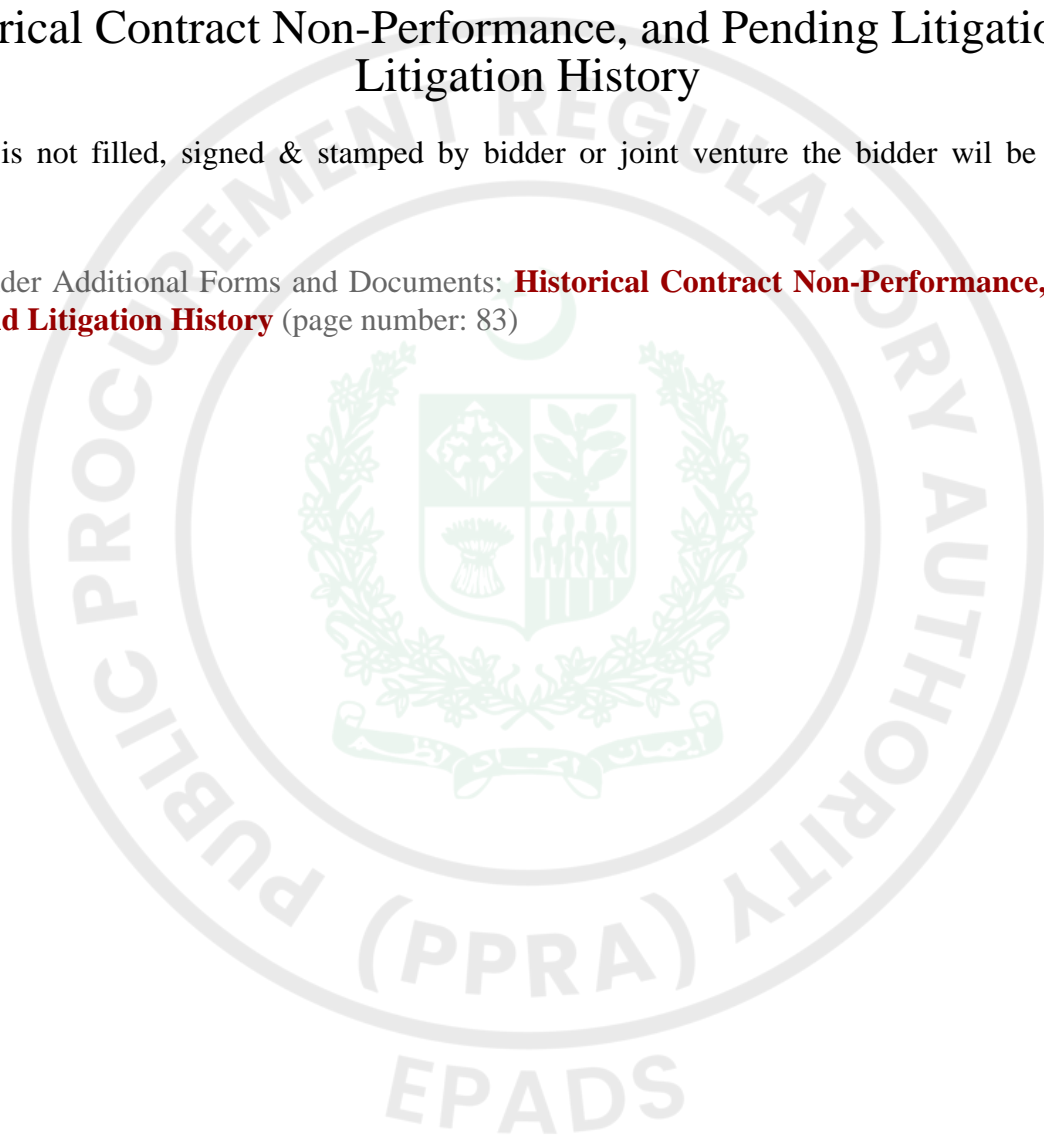 rical Contract Non-Performance, and Pending Litigatio
Litigation History
is not filled, signed & stamped by bidder or joint venture the bidder wil be
der Additional Forms and Documents: Historical Contract Non-Performance,
d Litigation History (page number: 83)
PUBLIC PROCUREMENT REGULATORY AUTHORITY
(PPRA)
EPADS